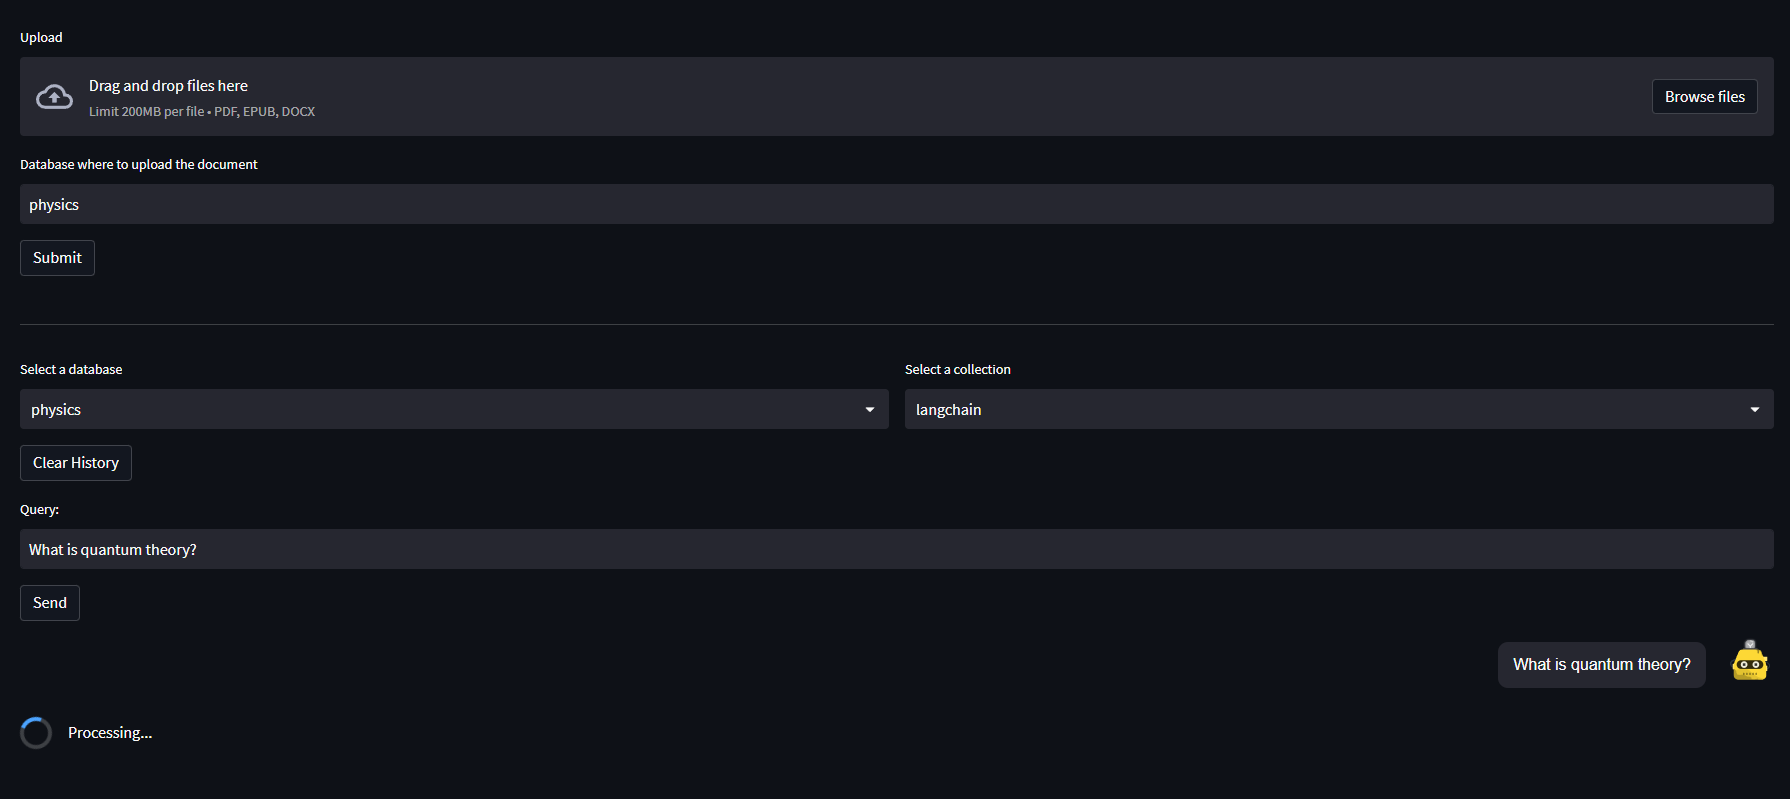 Upload
Drag and drop files here
Limit 200MB per file • PDF, EPUB, DOCX
Browse files
Database where to upload the document
physics
Submit
Select a database
Select a collection
physics
langchain
Clear History
Query:
What is quantum theory?
Send
What is quantum theory?
Processing...